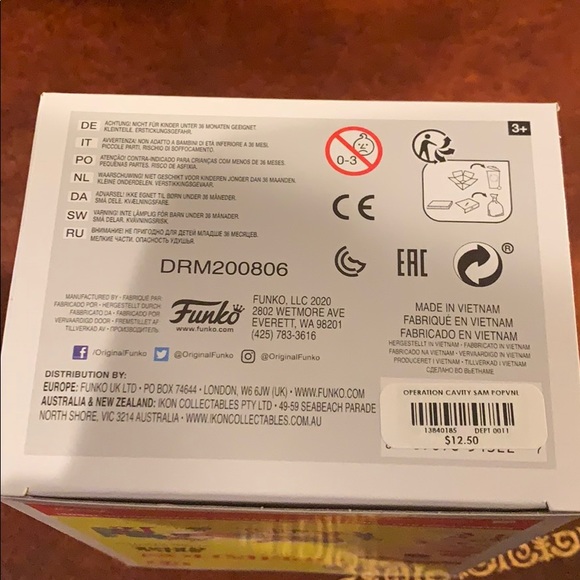 DE ACHTUNG! NICHT FÜR KINDER UNTER 36 MONATEN GEEIGNET
KLEINTEILE. ERSTICKUNGSGEFAHR.
IT AVVERTENZA! NON ADATTO A BAMBINI DI ETÀ INFERIORE A 36 MESI,
PICCOLE PARTI. RISCHIO DI SOFFOCAMENTO.
PO ATENÇÃO! CONTRA-INDICADO PARA CRIANÇAS COM MENOS DE 36 MESES.
PEQUENAS PARTES. RISCO DE ASFIXIA.
NL WAARSCHUWING! NIET GESCHIKT VOOR KINDEREN JONGER DAN 36 MAANDEN.
KLEINE ONDERDELEN. VERSTIKKINGSGEVAAR.
DA ADVARSEL! IKKE EGNET TIL BØRN UNDER 36 MÅNEDER.
SMÅ DELE. KVÆLNINGSFARE.
SW VARNING! INTE LÄMPLIG FÖR BARN UNDER 36 MÅNADER
SMÅ DELAR. KVÄVNINGSRISK.
RU ВНИМАНИЕ! НЕ ПРИГОДНО ДЛЯ ДЕТЕЙ МЛАДШЕ 36 МЕСЯЦЕВ.
МЕЛКИЕ ЧАСТИ. ОПАСНОСТЬ УДУШЬЯ.
0-3
3+
CE
EAC
®
DRM200806
MANUFACTURED BY • FABRIQUÉ PAR
FABRICADO POR • HERGESTELLT DURCH
FABBRICATO DA • FABRICADO POR
VERVAARDIGD DOOR • FREMSTILLET AF
TILLVERKAD AV • ПРОИЗВОДИТЕЛЬ
Funko
www.funko.com
FUNKO, LLC 2020
2802 WETMORE AVE
EVERETT, WA 98201
(425) 783-3616
MADE IN VIETNAM
FABRIQUÉ EN VIETNAM
FABRICADO EN VIETNAM
HERGESTELLT IN VIETNAM • FABBRICATO IN VIETNAM
FABRICADO NA VIETNAM • VERVAARDIGD IN VIETNAM
PRODUCERET I VIETNAM • TILLVERKAD I VIETNAM
СДЕЛАНО ВО ВЬЕТНАМЕ
/OriginalFunko @OriginalFunko @OriginalFunko
DISTRIBUTION BY:
EUROPE: FUNKO UK LTD • PO BOX 74644 • LONDON, W6 6JW (UK) • WWW.FUNKO.COM
AUSTRALIA & NEW ZEALAND: IKON COLLECTABLES PTY LTD • 49-59 SEABEACH PARADE
NORTH SHORE, VIC 3214 AUSTRALIA • WWW.IKONCOLLECTABLES.COM.AU
OPERATION CAVITY SAM POPVNL
13840185 DEPT 0011
$12.50